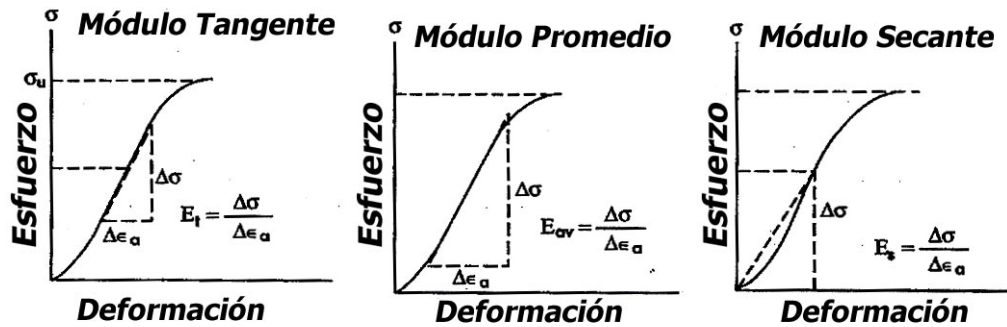 σ Módulo Tangente
σu
Esfuerzo
Δσ
Δϵa
Et = Δσ / Δϵa
Deformación
σ Módulo Promedio
Esfuerzo
Δσ
Δϵa
Eav = Δσ / Δϵa
Deformación
σ Módulo Secante
Esfuerzo
Δσ
Es = Δσ / Δϵa
Deformación